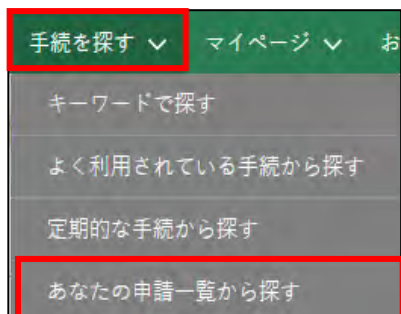 手続を探す マイページ お
キーワードで探す
よく利用されている手続から探す
定期的な手続から探す
あなたの申請一覧から探す